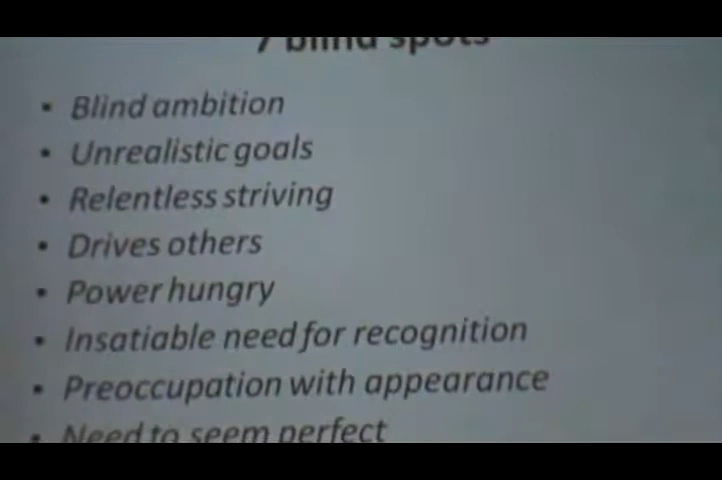 7 blind spots
• Blind ambition
• Unrealistic goals
• Relentless striving
• Drives others
• Power hungry
• Insatiable need for recognition
• Preoccupation with appearance
• Need to seem perfect